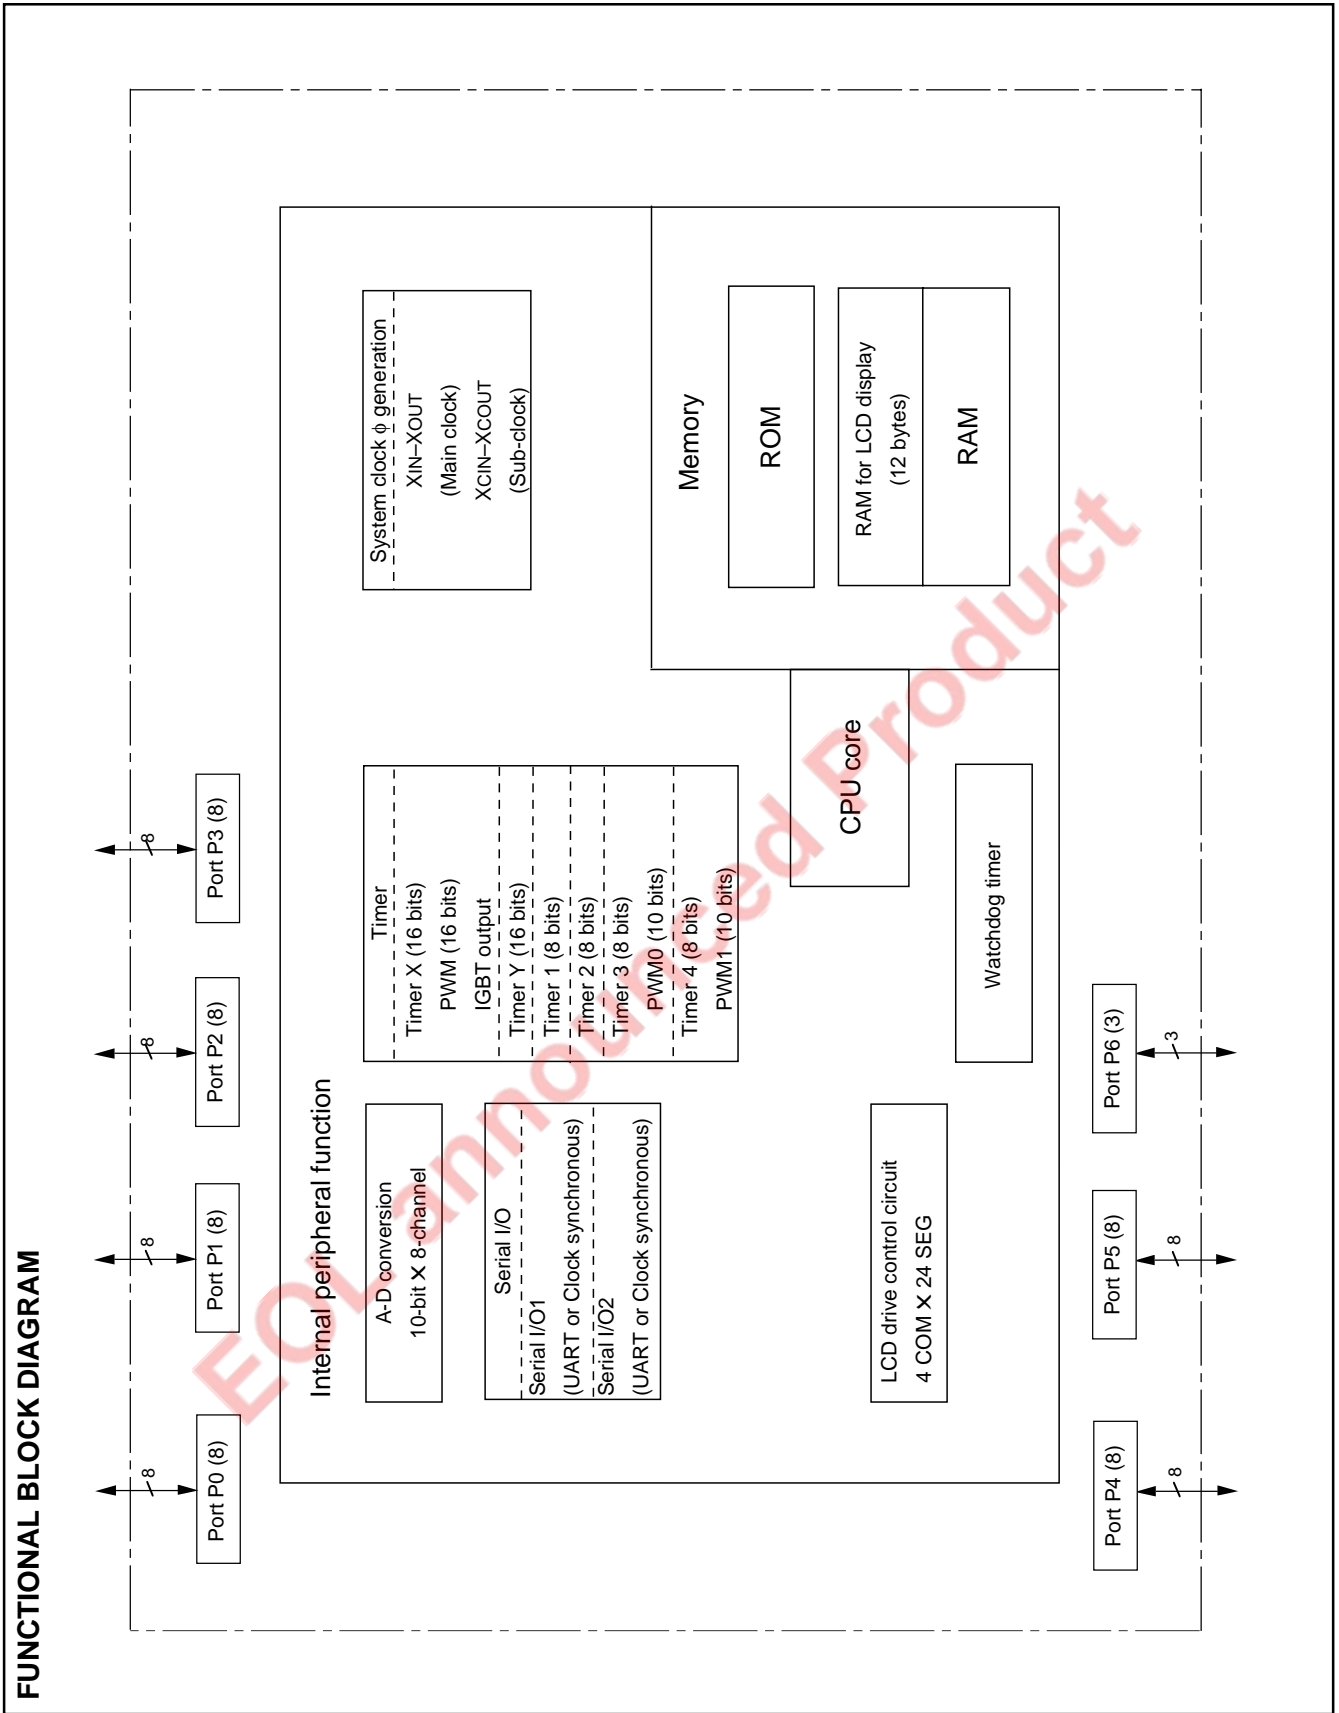 FUNCTIONAL BLOCK DIAGRAM
8
8
8
8
Port P0 (8)
Port P1 (8)
Port P2 (8)
Port P3 (8)
Internal peripheral function
A-D conversion
10-bit ✕ 8-channel
Serial I/O
Serial I/O1
(UART or Clock synchronous)
Serial I/O2
(UART or Clock synchronous)
LCD drive control circuit
4 COM ✕ 24 SEG
Timer
Timer X (16 bits)
PWM (16 bits)
IGBT output
Timer Y (16 bits)
Timer 1 (8 bits)
Timer 2 (8 bits)
Timer 3 (8 bits)
PWM0 (10 bits)
Timer 4 (8 bits)
PWM1 (10 bits)
CPU core
Watchdog timer
System clock ϕ generation
XIN–XOUT
(Main clock)
XCIN–XCOUT
(Sub-clock)
Memory
ROM
RAM for LCD display
(12 bytes)
RAM
Port P4 (8)
Port P5 (8)
Port P6 (3)
8
8
3
EOL announced Product